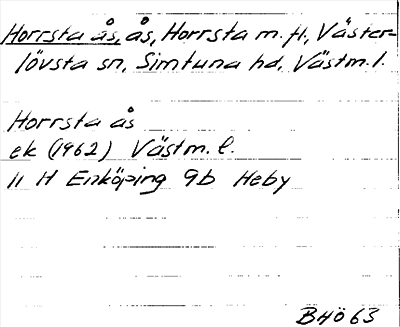 Horrsta ås, ås, Horrsta m. fl., Väster-
lövsta sn, Simtuna hd, Västm. l.
Horrsta ås
ek (1962) Västm. l.
11 H Enköping 9b Heby
BHÖ 63